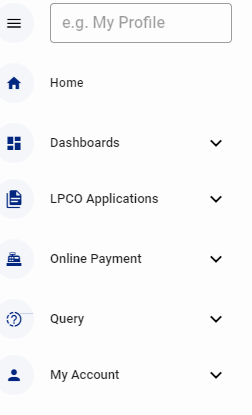 e.g. My Profile
Home
Dashboards
LPCO Applications
Online Payment
Query
My Account